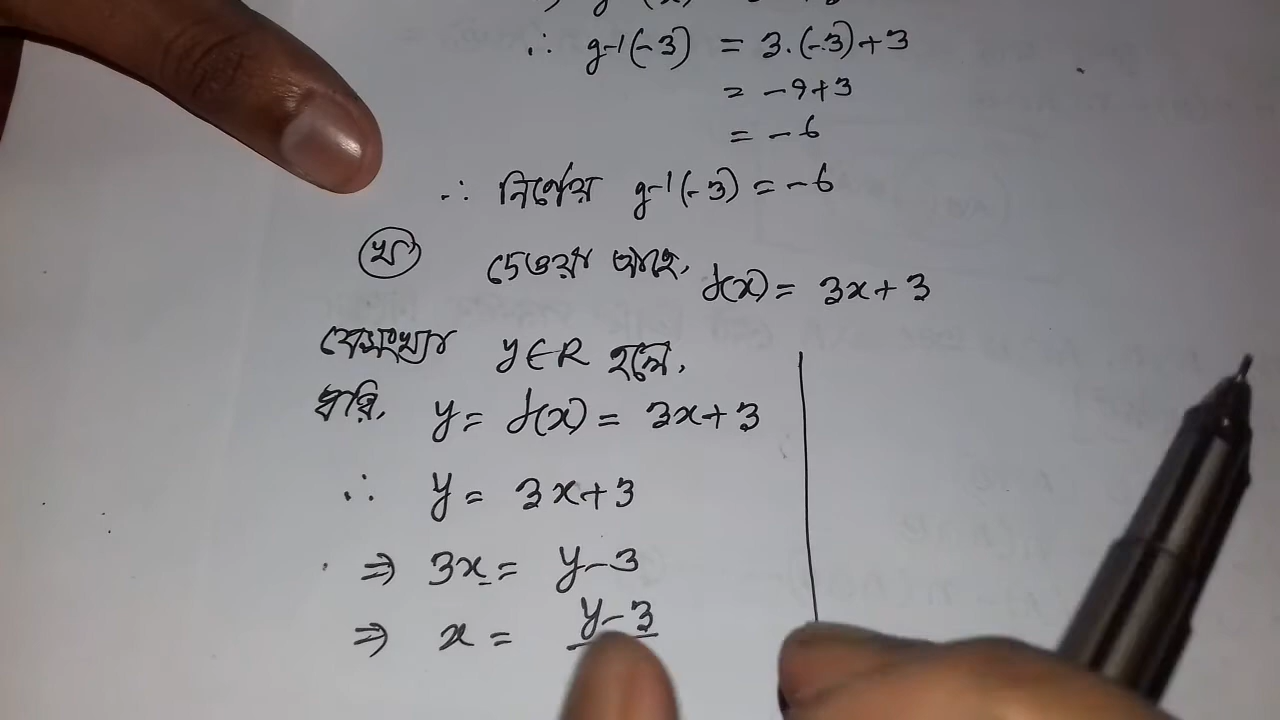 ∴ g-1(-3) = 3.(-3)+3
= -9+3
= -6
∴ নির্ণেয় g-1(-3) = -6
খ দেওয়া আছে, f(x) = 3x+3
যেসংখ্যার y∈R হলে,
ধরি, y = f(x) = 3x+3
∴ y = 3x+3
⇒ 3x = y-3
⇒ x = y-3